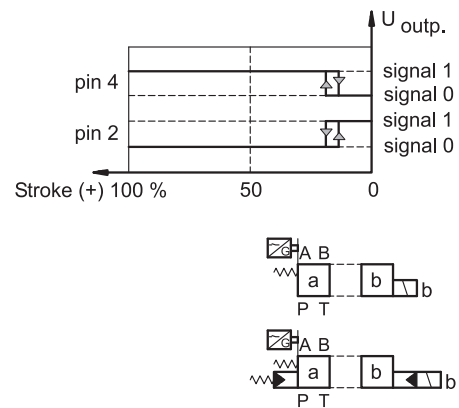 U outp.
signal 1
pin 4
signal 0
signal 1
pin 2
signal 0
Stroke (+) 100 % 50 0
G A B
a b b
P T
G A B
a b b
P T